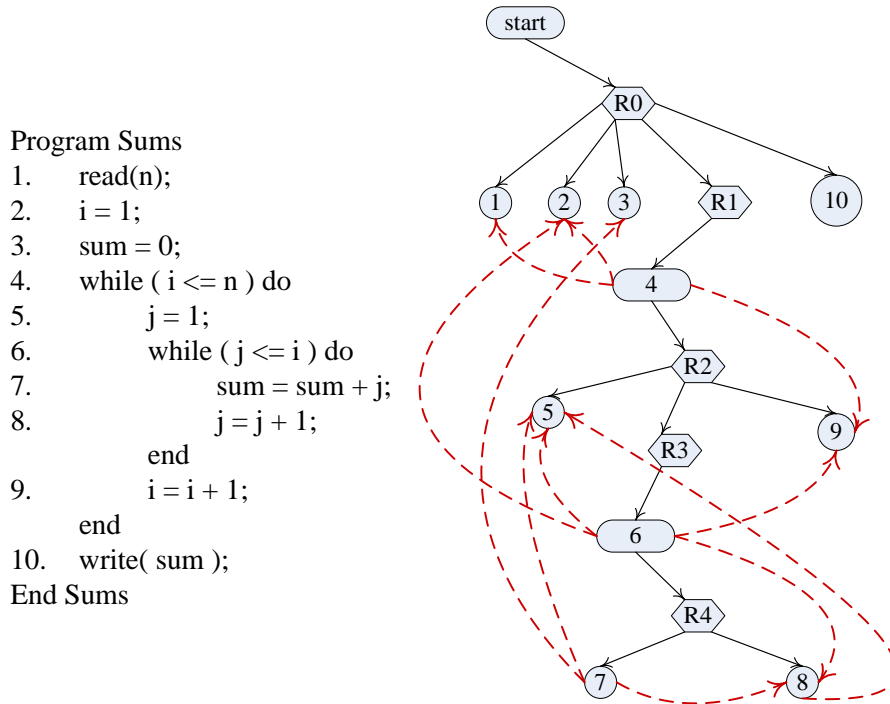 Program Sums
1. read(n);
2. i = 1;
3. sum = 0;
4. while ( i <= n ) do
5. j = 1;
6. while ( j <= i ) do
7. sum = sum + j;
8. j = j + 1;
end
9. i = i + 1;
end
10. write( sum );
End Sums
start
R0
1 2 3 R1 10
4
R2
5 9
R3
6
R4
7 8